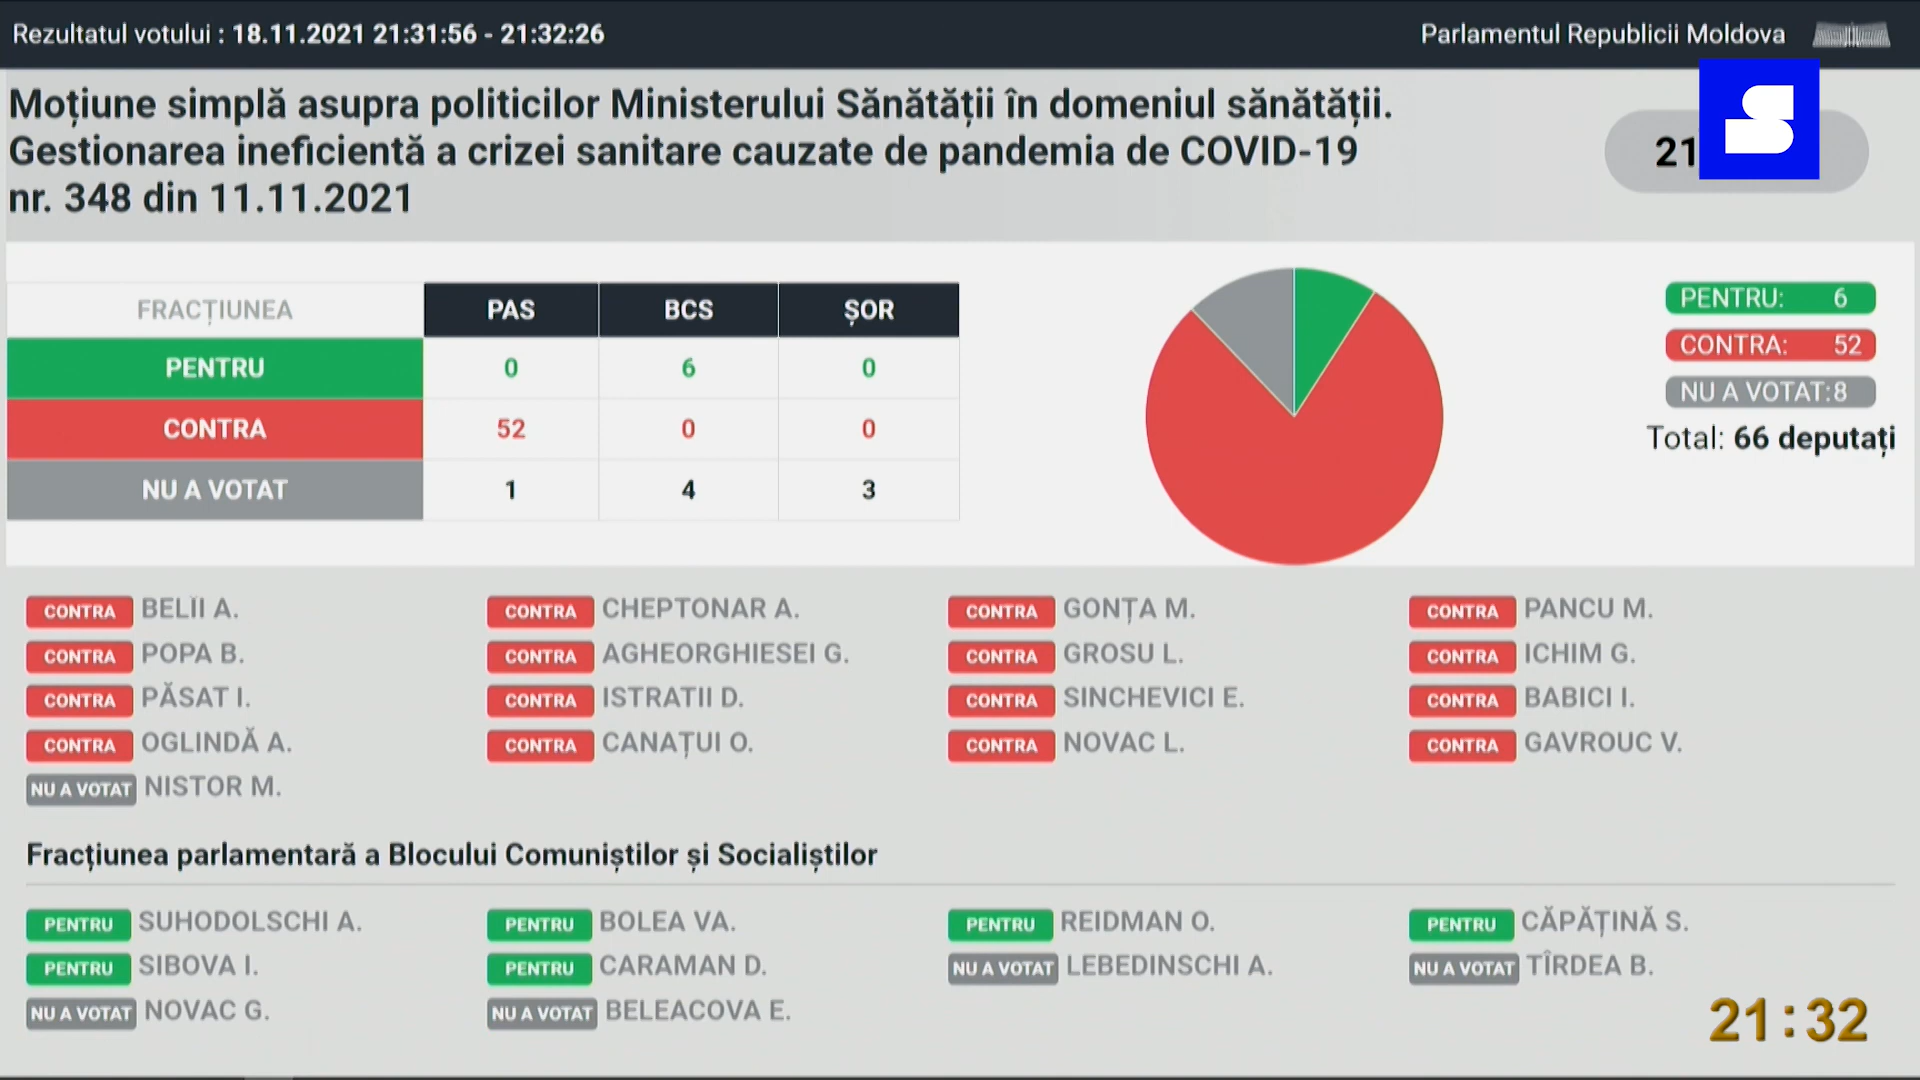 Rezultatul votului : 18.11.2021 21:31:56 - 21:32:26
Parlamentul Republicii Moldova
Moțiune simplă asupra politicilor Ministerului Sănătății în domeniul sănătății.
Gestionarea ineficientă a crizei sanitare cauzate de pandemia de COVID-19
nr. 348 din 11.11.2021
21
FRACȚIUNEA PAS BCS ȘOR
PENTRU 0 6 0
CONTRA 52 0 0
NU A VOTAT 1 4 3
PENTRU: 6
CONTRA: 52
NU A VOTAT:8
Total: 66 deputați
CONTRA BELÎI A. CONTRA CHEPTONAR A. CONTRA GONȚA M. CONTRA PANCU M.
CONTRA POPA B. CONTRA AGHEORGHIESEI G. CONTRA GROSU L. CONTRA ICHIM G.
CONTRA PĂSAT I. CONTRA ISTRATII D. CONTRA SINCHEVICI E. CONTRA BABICI I.
CONTRA OGLINDĂ A. CONTRA CANAȚUI O. CONTRA NOVAC L. CONTRA GAVROUC V.
NU A VOTAT NISTOR M.
Fracțiunea parlamentară a Blocului Comuniștilor și Socialiștilor
PENTRU SUHODOLSCHI A. PENTRU BOLEA VA. PENTRU REIDMAN O. PENTRU CĂPĂȚINĂ S.
PENTRU SIBOVA I. PENTRU CARAMAN D. NU A VOTAT LEBEDINSCHI A. NU A VOTAT TÎRDEA B.
NU A VOTAT NOVAC G. NU A VOTAT BELEACOVA E.
21:32